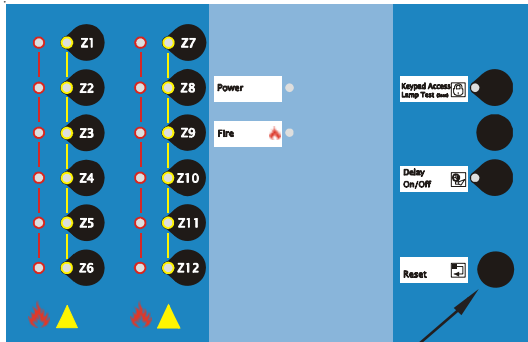 Z1
Z2
Z3
Z4
Z5
Z6
Z7
Z8
Z9
Z10
Z11
Z12
Power
Fire
Keypad Access
Lamp Test
Delay
On/Off
Reset